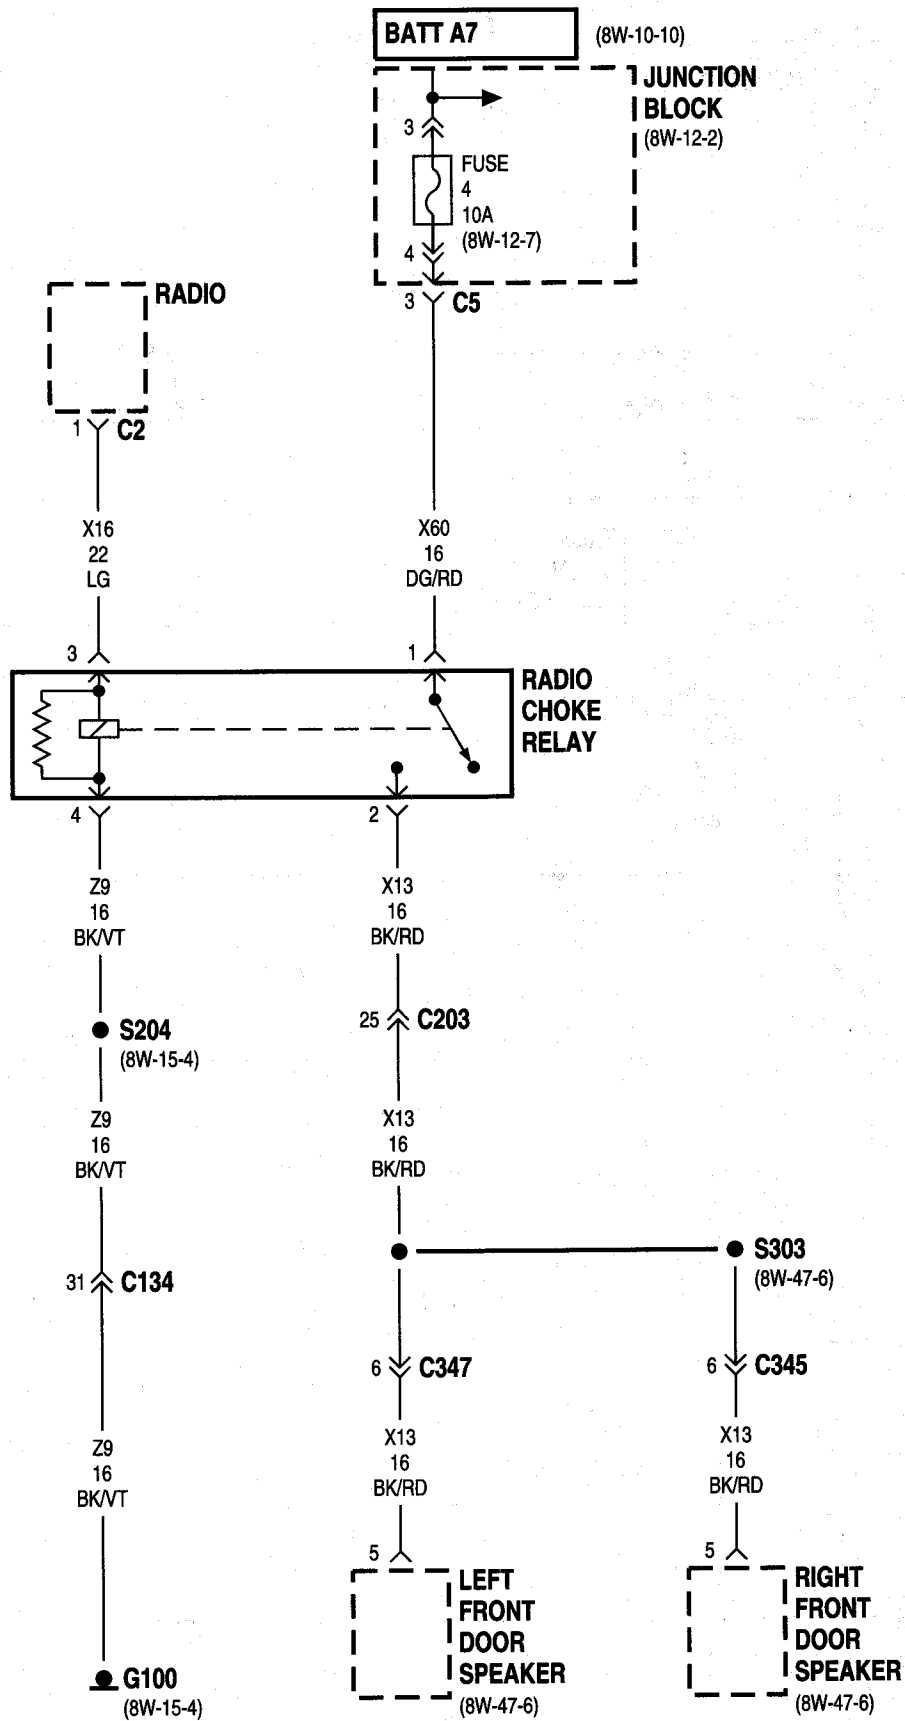 BATT A7
(8W-10-10)
JUNCTION
BLOCK
(8W-12-2)
3
FUSE
4
10A
(8W-12-7)
4
3
C5
RADIO
1
C2
X16
22
LG
X60
16
DG/RD
3
1
RADIO
CHOKE
RELAY
4
2
Z9
16
BK/VT
X13
16
BK/RD
S204
(8W-15-4)
25
C203
Z9
16
BK/VT
X13
16
BK/RD
S303
(8W-47-6)
31
C134
6
C347
6
C345
Z9
16
BK/VT
X13
16
BK/RD
X13
16
BK/RD
5
5
LEFT
FRONT
DOOR
SPEAKER
(8W-47-6)
RIGHT
FRONT
DOOR
SPEAKER
(8W-47-6)
G100
(8W-15-4)